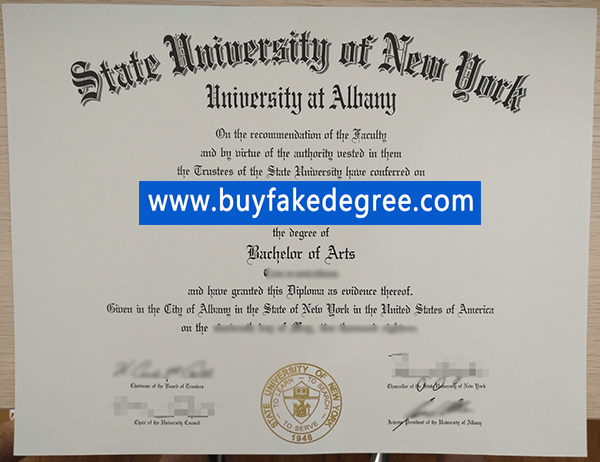 State University of New York
University at Albany
On the recommendation of the Faculty
and by virtue of the authority vested in them
the Trustees of the State University have conferred on
www.buyfakedegree.com
the degree of
Bachelor of Arts
and have granted this Diploma as evidence thereof.
Given in the City of Albany in the State of New York in the United States of America
on the
Chairman of the Board of Trustees
Chancellor of the State University of New York
Chair of the University Council
Interim President of the University at Albany
STATE UNIVERSITY OF NEW YORK
TO LEARN - TO SEARCH
TO SERVE
1948